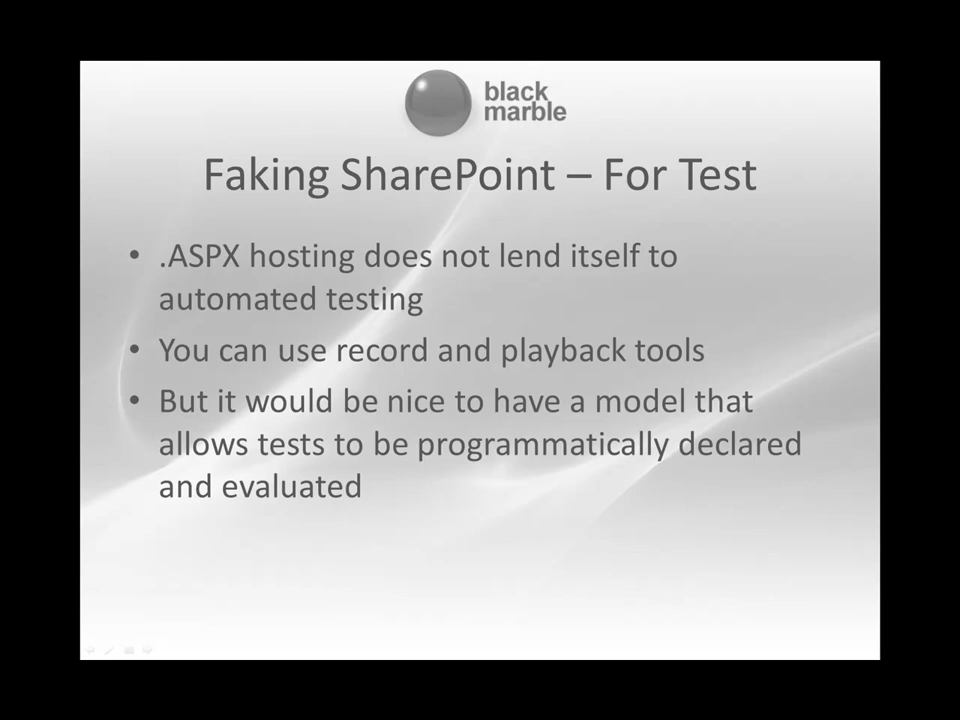 black
marble
Faking SharePoint – For Test
• .ASPX hosting does not lend itself to
automated testing
• You can use record and playback tools
• But it would be nice to have a model that
allows tests to be programmatically declared
and evaluated